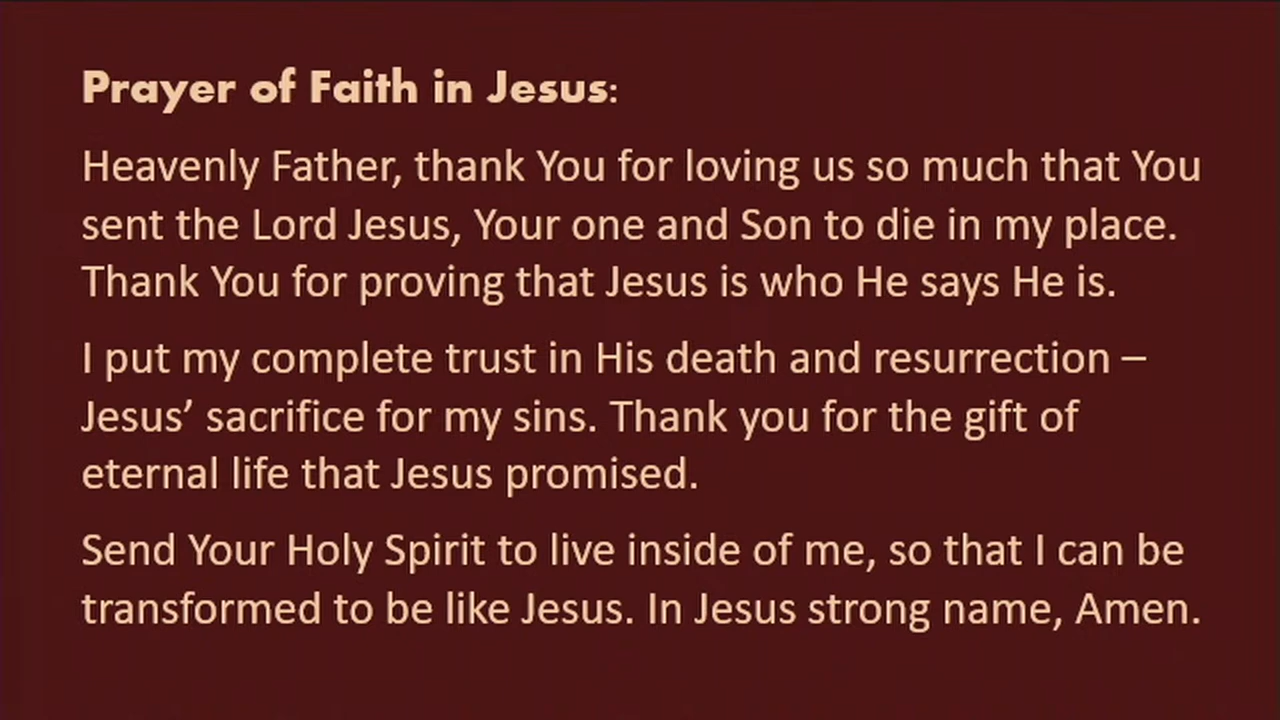 Prayer of Faith in Jesus:
Heavenly Father, thank You for loving us so much that You
sent the Lord Jesus, Your one and Son to die in my place.
Thank You for proving that Jesus is who He says He is.
I put my complete trust in His death and resurrection –
Jesus’ sacrifice for my sins. Thank you for the gift of
eternal life that Jesus promised.
Send Your Holy Spirit to live inside of me, so that I can be
transformed to be like Jesus. In Jesus strong name, Amen.